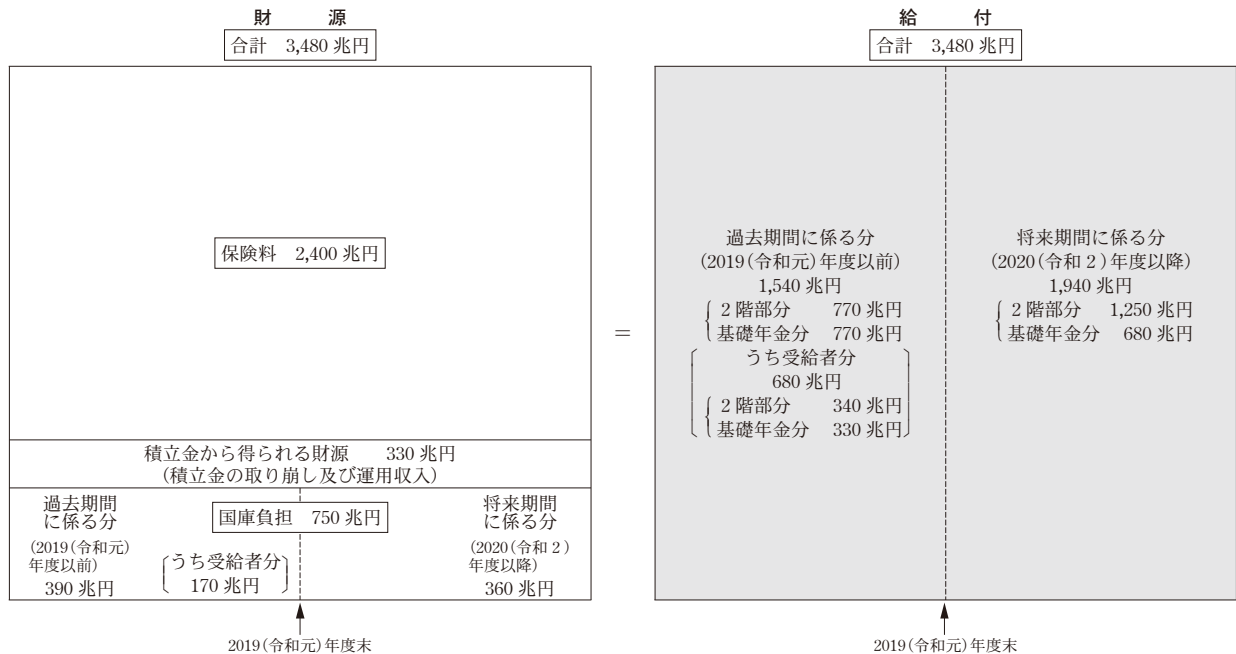 財　源
合計　3,480 兆円
保険料　2,400 兆円
積立金から得られる財源　330 兆円
(積立金の取り崩し及び運用収入)
過去期間
に係る分
(2019(令和元)
年度以前)
390 兆円
国庫負担　750 兆円
うち受給者分
170 兆円
将来期間
に係る分
(2020(令和 2 )
年度以降)
360 兆円
2019(令和元)年度末
＝
給　付
合計　3,480 兆円
過去期間に係る分
(2019(令和元)年度以前)
1,540 兆円
2 階部分　770 兆円
基礎年金分　770 兆円
うち受給者分
680 兆円
2 階部分　340 兆円
基礎年金分　330 兆円
将来期間に係る分
(2020(令和 2 )年度以降)
1,940 兆円
2 階部分　1,250 兆円
基礎年金分　680 兆円
2019(令和元)年度末